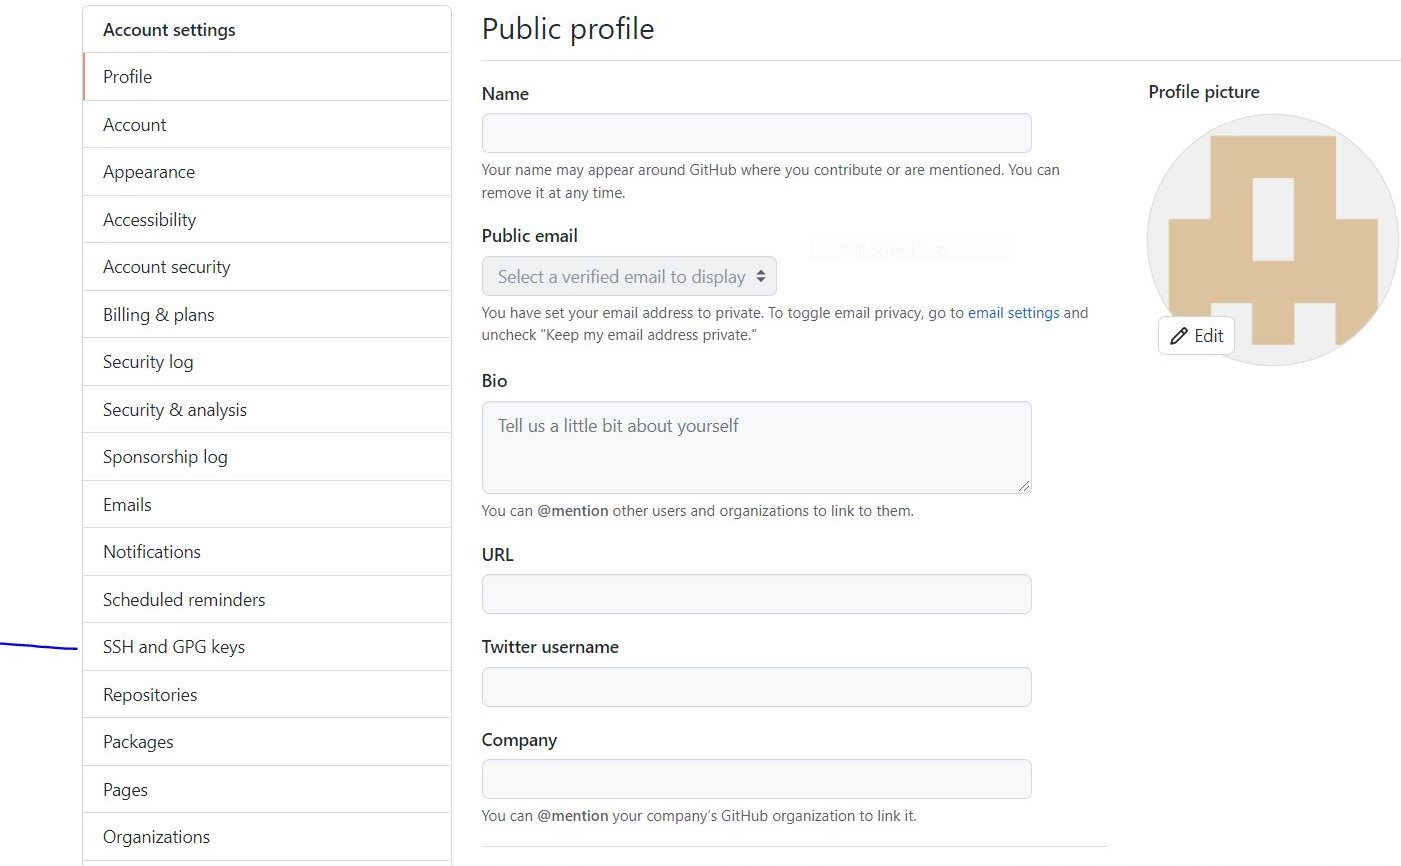 Account settings
Profile
Account
Appearance
Accessibility
Account security
Billing & plans
Security log
Security & analysis
Sponsorship log
Emails
Notifications
Scheduled reminders
SSH and GPG keys
Repositories
Packages
Pages
Organizations
Public profile
Name
Your name may appear around GitHub where you contribute or are mentioned. You can
remove it at any time.
Public email
Full-screen Snip
Select a verified email to display
You have set your email address to private. To toggle email privacy, go to email settings and
uncheck "Keep my email address private."
Bio
Tell us a little bit about yourself
You can @mention other users and organizations to link to them.
URL
Twitter username
Company
You can @mention your company's GitHub organization to link it.
Profile picture
Edit